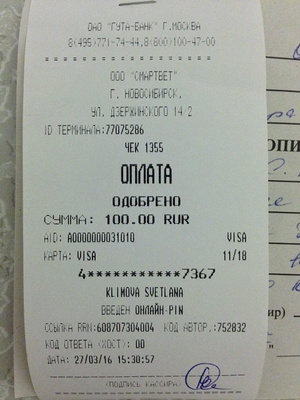 ОАО "ГУТА-БАНК" Г.МОСКВА
8(495)771-74-44,8(800)100-47-00
ООО "СМАРТВЕТ"
Г. НОВОСИБИРСК,
УЛ. ДЗЕРЖИНСКОГО 14/2
ID ТЕРМИНАЛА:77075286
ЧЕК 1355
ОПЛАТА
ОДОБРЕНО
СУММА: 100.00 RUR
AID: A0000000031010 VISA
КАРТА: VISA 11/18
4***********7367
KLIMOVA SVETLANA
ВВЕДЕН ОНЛАЙН-PIN
ССЫЛКА RRN:608707304004 КОД АВТОР.:752832
КОД ОТВЕТА (ХОСТ): 00
ДАТА: 27/03/16 15:30:57
(ПОДПИСЬ КАССИРА)